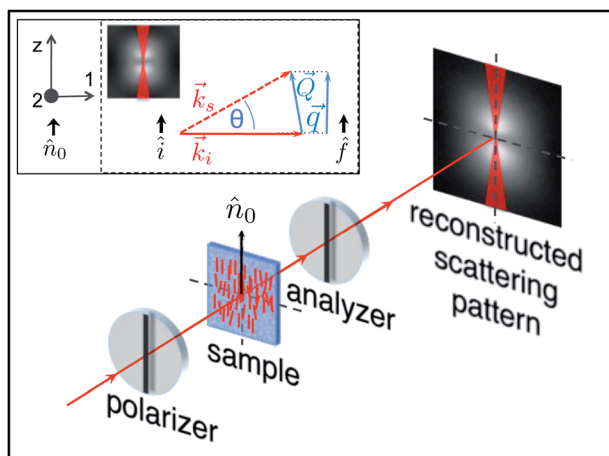 z
1
2
n̂₀
î
k⃗ₛ
θ
k⃗ᵢ
Q⃗
q⃗
f̂
n̂₀
polarizer
sample
analyzer
reconstructed
scattering
pattern